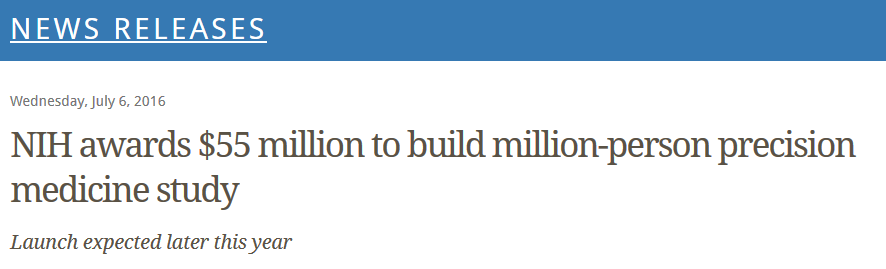 NEWS RELEASES
Wednesday, July 6, 2016
NIH awards $55 million to build million-person precision
medicine study
Launch expected later this year